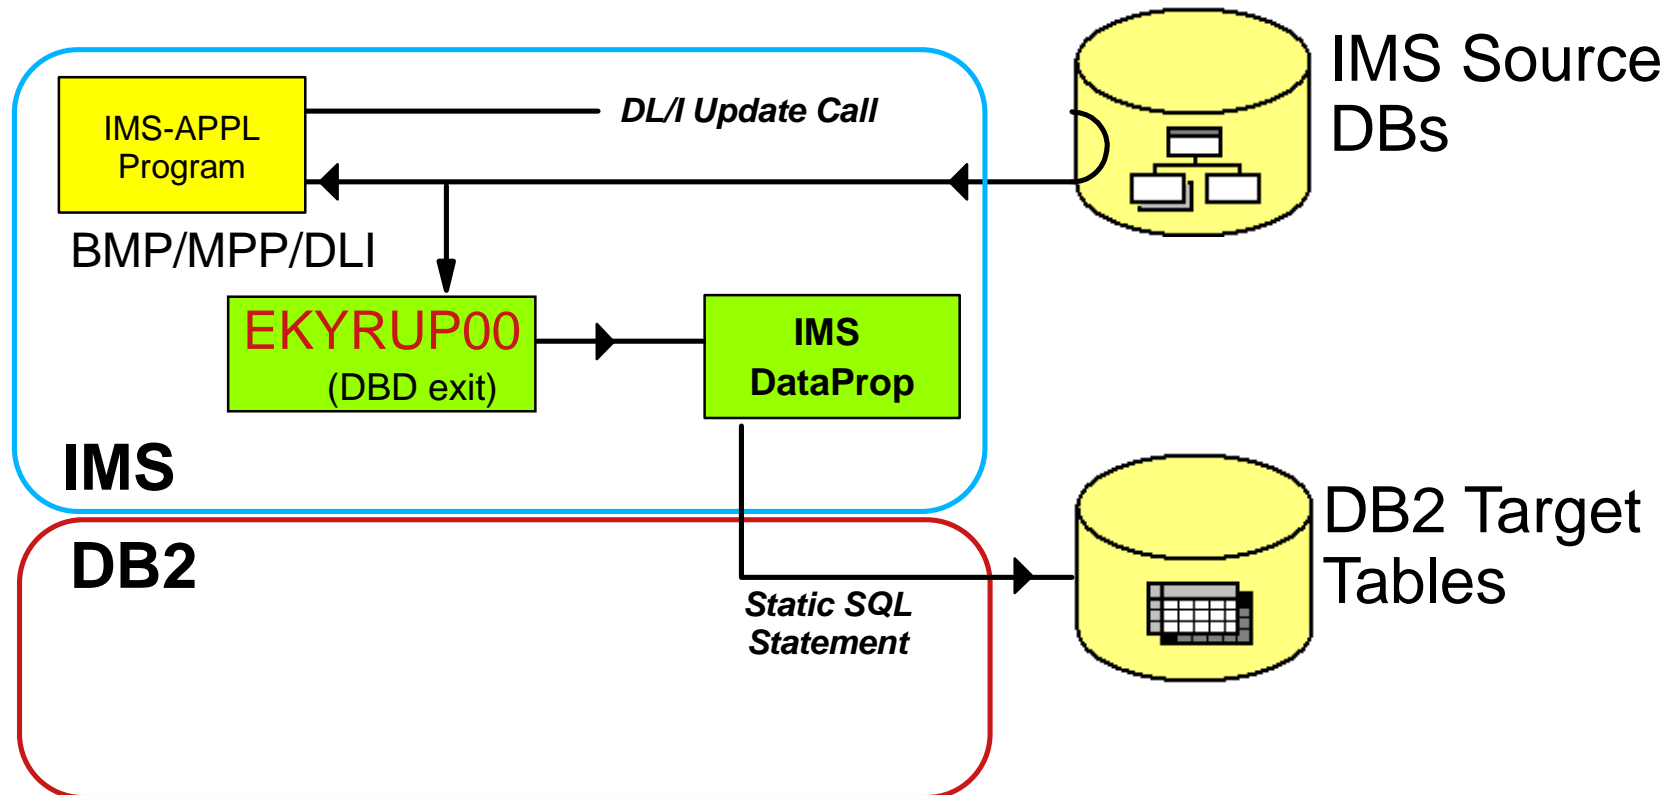 IMS Source
DBs
IMS-APPL
Program
DL/I Update Call
BMP/MPP/DLI
EKYRUP00
(DBD exit)
IMS
DataProp
IMS
DB2
Static SQL
Statement
DB2 Target
Tables